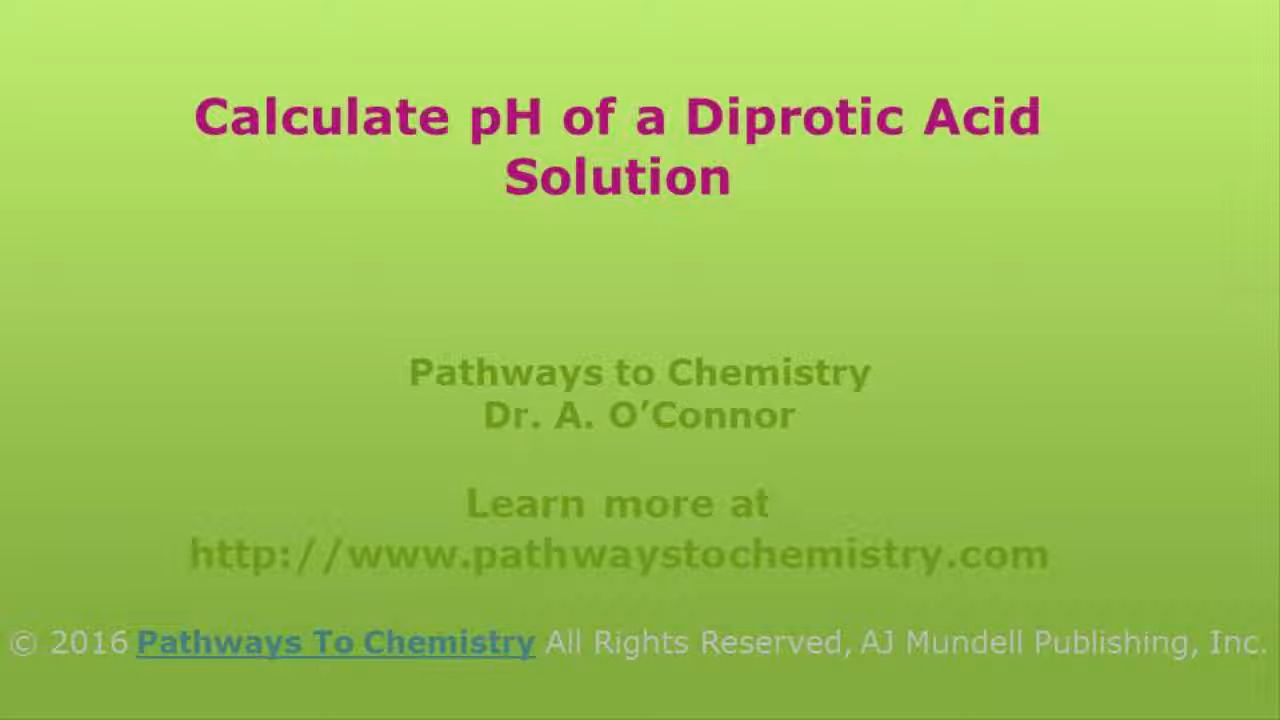 Calculate pH of a Diprotic Acid
Solution
Pathways to Chemistry
Dr. A. O’Connor
Learn more at
http://www.pathwaystochemistry.com
© 2016 Pathways To Chemistry All Rights Reserved, AJ Mundell Publishing, Inc.